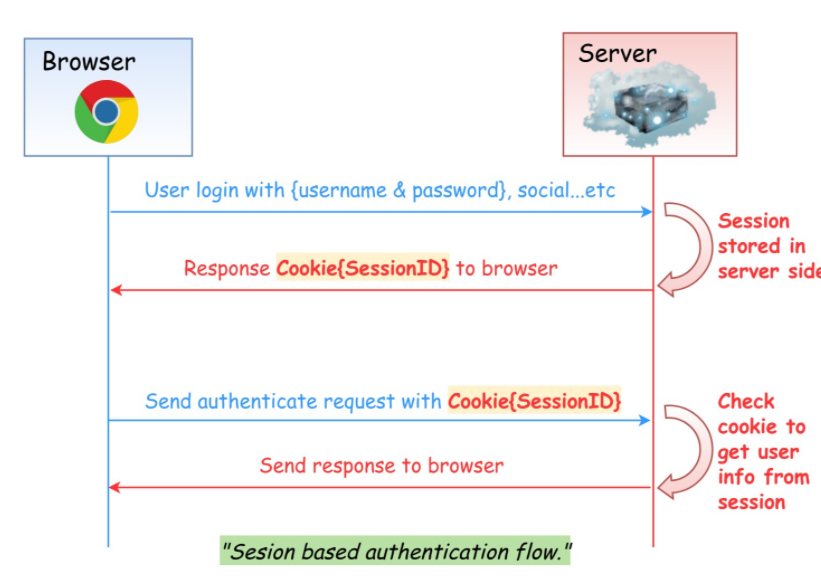 Browser
Server
User login with {username & password}, social...etc
Session
stored in
server side
Response Cookie{SessionID} to browser
Send authenticate request with Cookie{SessionID}
Check
cookie to
get user
info from
session
Send response to browser
"Sesion based authentication flow."